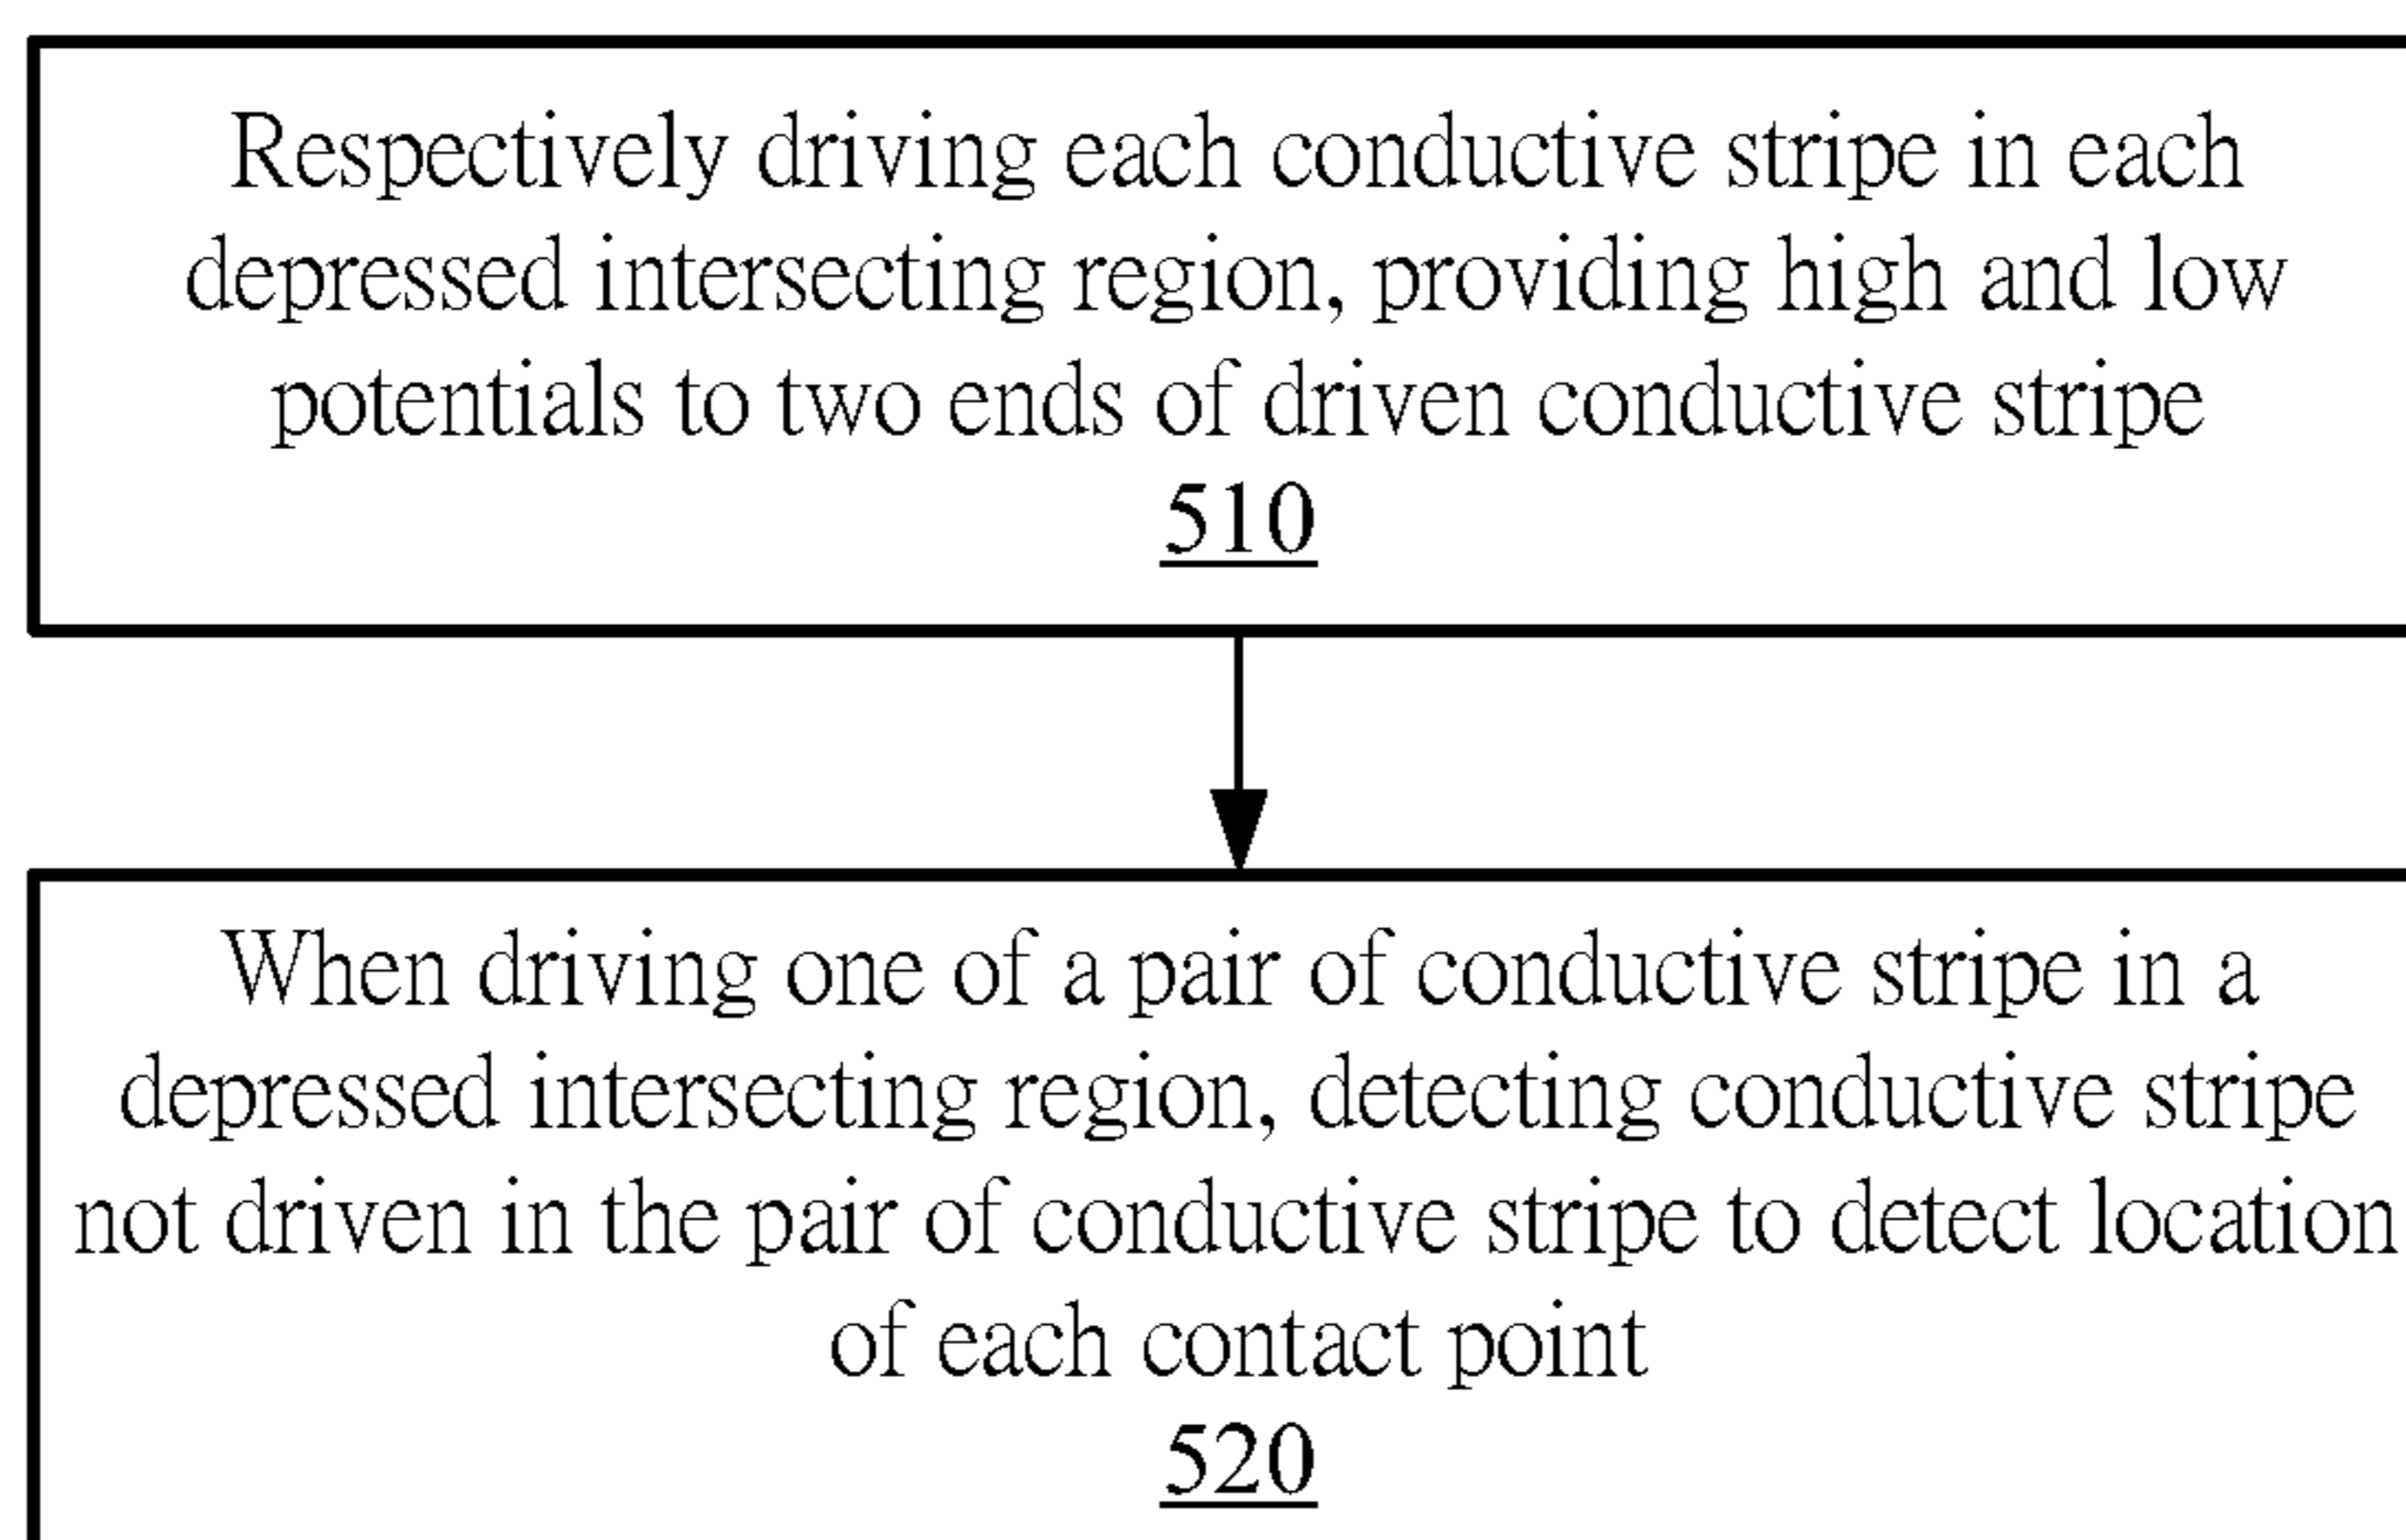 Respectively driving each conductive stripe in each
depressed intersecting region, providing high and low
potentials to two ends of driven conductive stripe
510
When driving one of a pair of conductive stripe in a
depressed intersecting region, detecting conductive stripe
not driven in the pair of conductive stripe to detect location
of each contact point
520